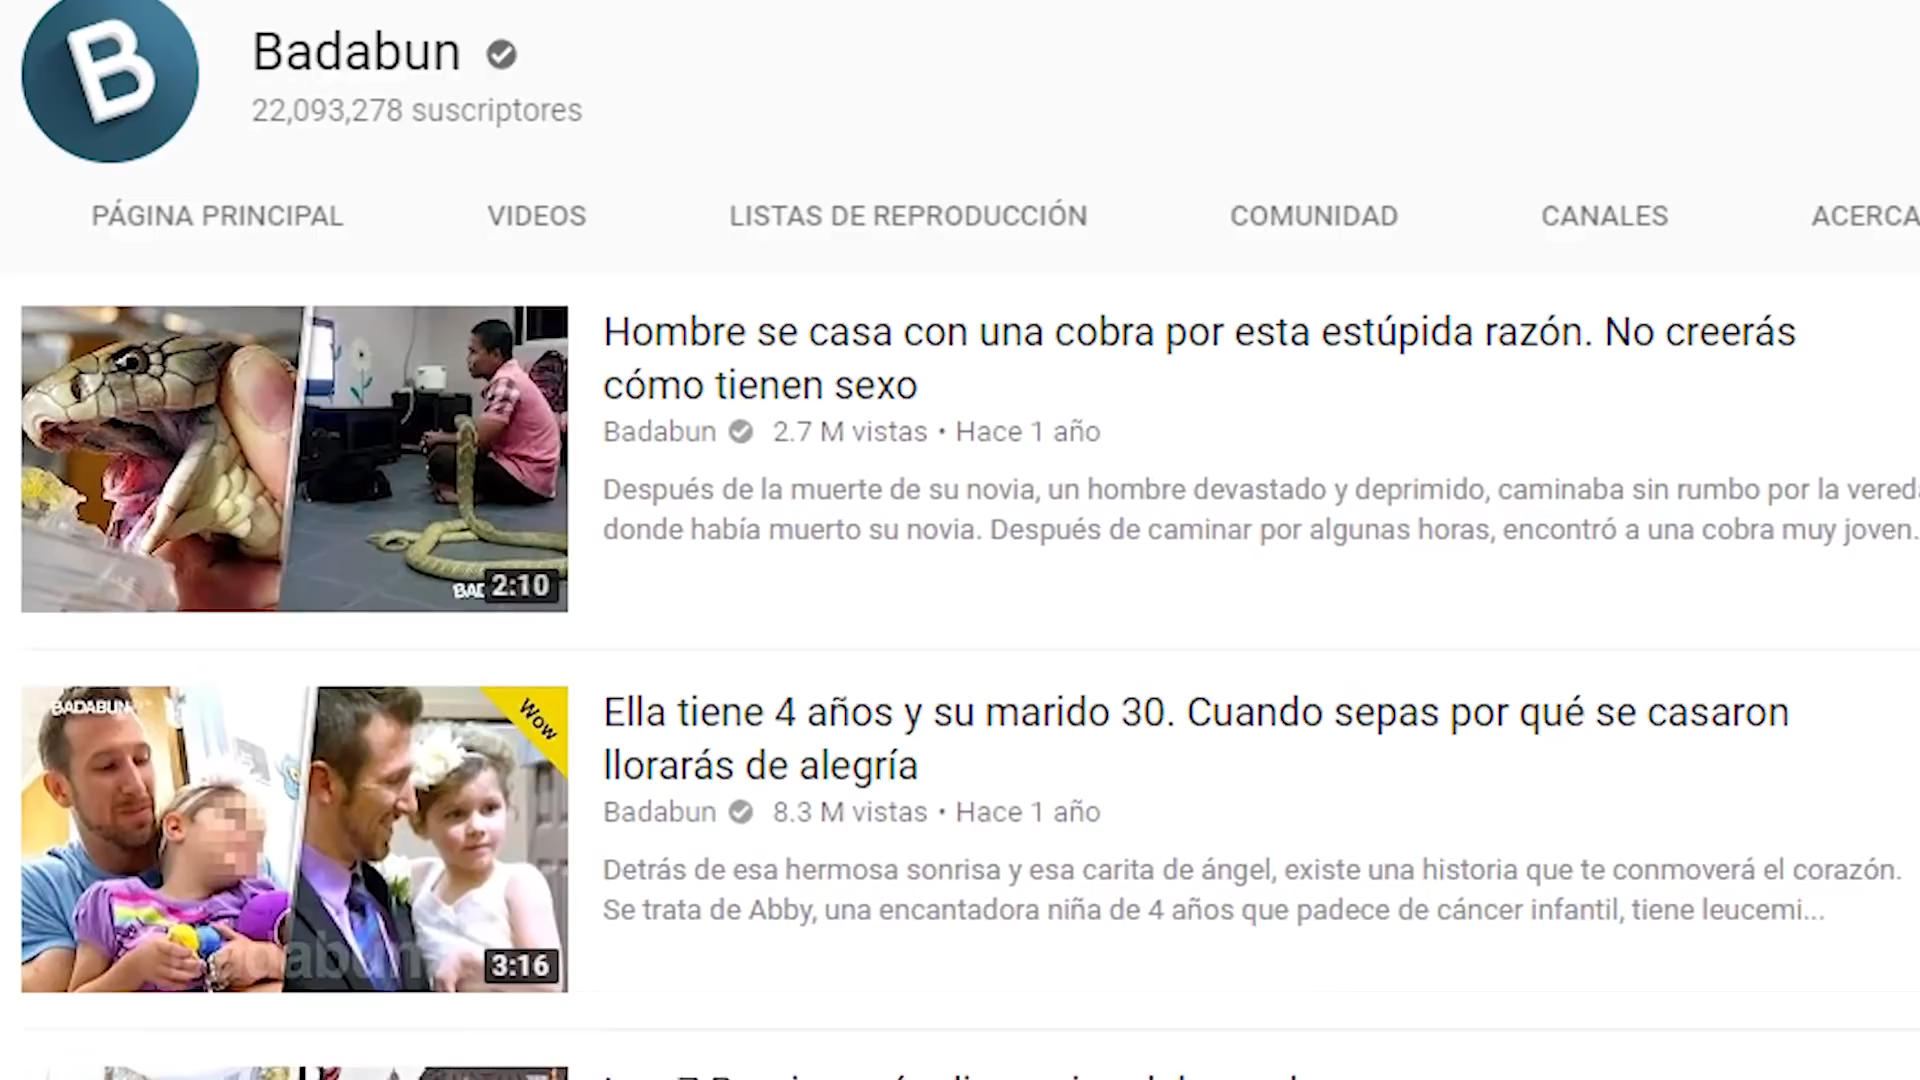 B
Badabun
22,093,278 suscriptores
PÁGINA PRINCIPAL VIDEOS LISTAS DE REPRODUCCIÓN COMUNIDAD CANALES ACERCA
Hombre se casa con una cobra por esta estúpida razón. No creerás
cómo tienen sexo
Badabun 2.7 M vistas • Hace 1 año
Después de la muerte de su novia, un hombre devastado y deprimido, caminaba sin rumbo por la vereda
donde había muerto su novia. Después de caminar por algunas horas, encontró a una cobra muy joven.
BAD
2:10
BADABUN
Wow
Ella tiene 4 años y su marido 30. Cuando sepas por qué se casaron
llorarás de alegría
Badabun 8.3 M vistas • Hace 1 año
Detrás de esa hermosa sonrisa y esa carita de ángel, existe una historia que te conmoverá el corazón.
Se trata de Abby, una encantadora niña de 4 años que padece de cáncer infantil, tiene leucemi...
badabun
3:16